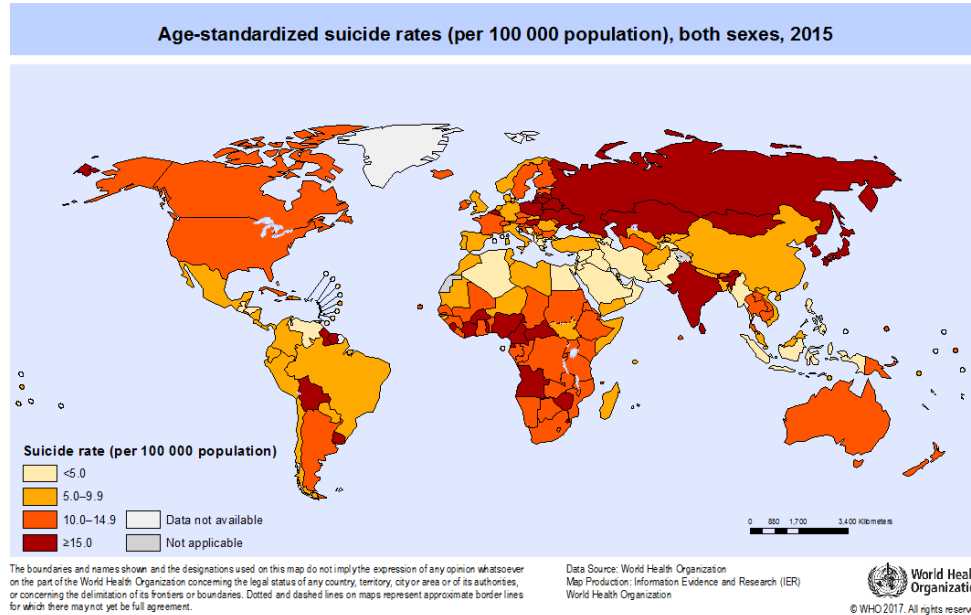 Age-standardized suicide rates (per 100 000 population), both sexes, 2015
Suicide rate (per 100 000 population)
<5.0
5.0–9.9
10.0–14.9
≥15.0
Data not available
Not applicable
0 850 1,700 3,400 Kilometers
The boundaries and names shown and the designations used on this map do not imply the expression of any opinion whatsoever
on the part of the World Health Organization concerning the legal status of any country, territory, city or area or of its authorities,
or concerning the delimitation of its frontiers or boundaries. Dotted and dashed lines on maps represent approximate border lines
for which there may not yet be full agreement.
Data Source: World Health Organization
Map Production: Information Evidence and Research (IER)
World Health Organization
World Heal
Organizati
© WHO 2017. All rights reserve